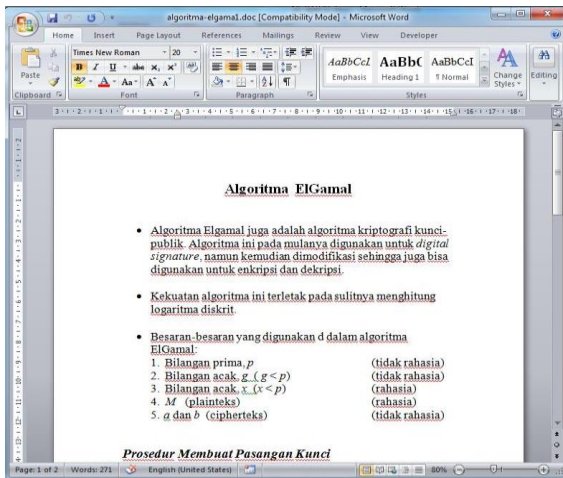 algoritma-elgama1.doc [Compatibility Mode] - Microsoft Word
Home Insert Page Layout References Mailings Review View Developer
Times New Roman 20
AaBbCcI AaBbC AaBbCcI
Paste
Emphasis Heading 1 ¶ Normal
Change Styles
Editing
Clipboard Font Paragraph Styles
Algoritma ElGamal
• Algoritma Elgamal juga adalah algoritma kriptografi kunci-
publik. Algoritma ini pada mulanya digunakan untuk digital
signature, namun kemudian dimodifikasi sehingga juga bisa
digunakan untuk enkripsi dan dekripsi.
• Kekuatan algoritma ini terletak pada sulitnya menghitung
logaritma diskrit.
• Besaran-besaran yang digunakan d dalam algoritma
ElGamal:
1. Bilangan prima, p (tidak rahasia)
2. Bilangan acak, g ( g < p) (tidak rahasia)
3. Bilangan acak, x (x < p) (rahasia)
4. M (plainteks) (rahasia)
5. a dan b (cipherteks) (tidak rahasia)
Prosedur Membuat Pasangan Kunci
Page: 1 of 2 Words: 271 English (United States) 80%